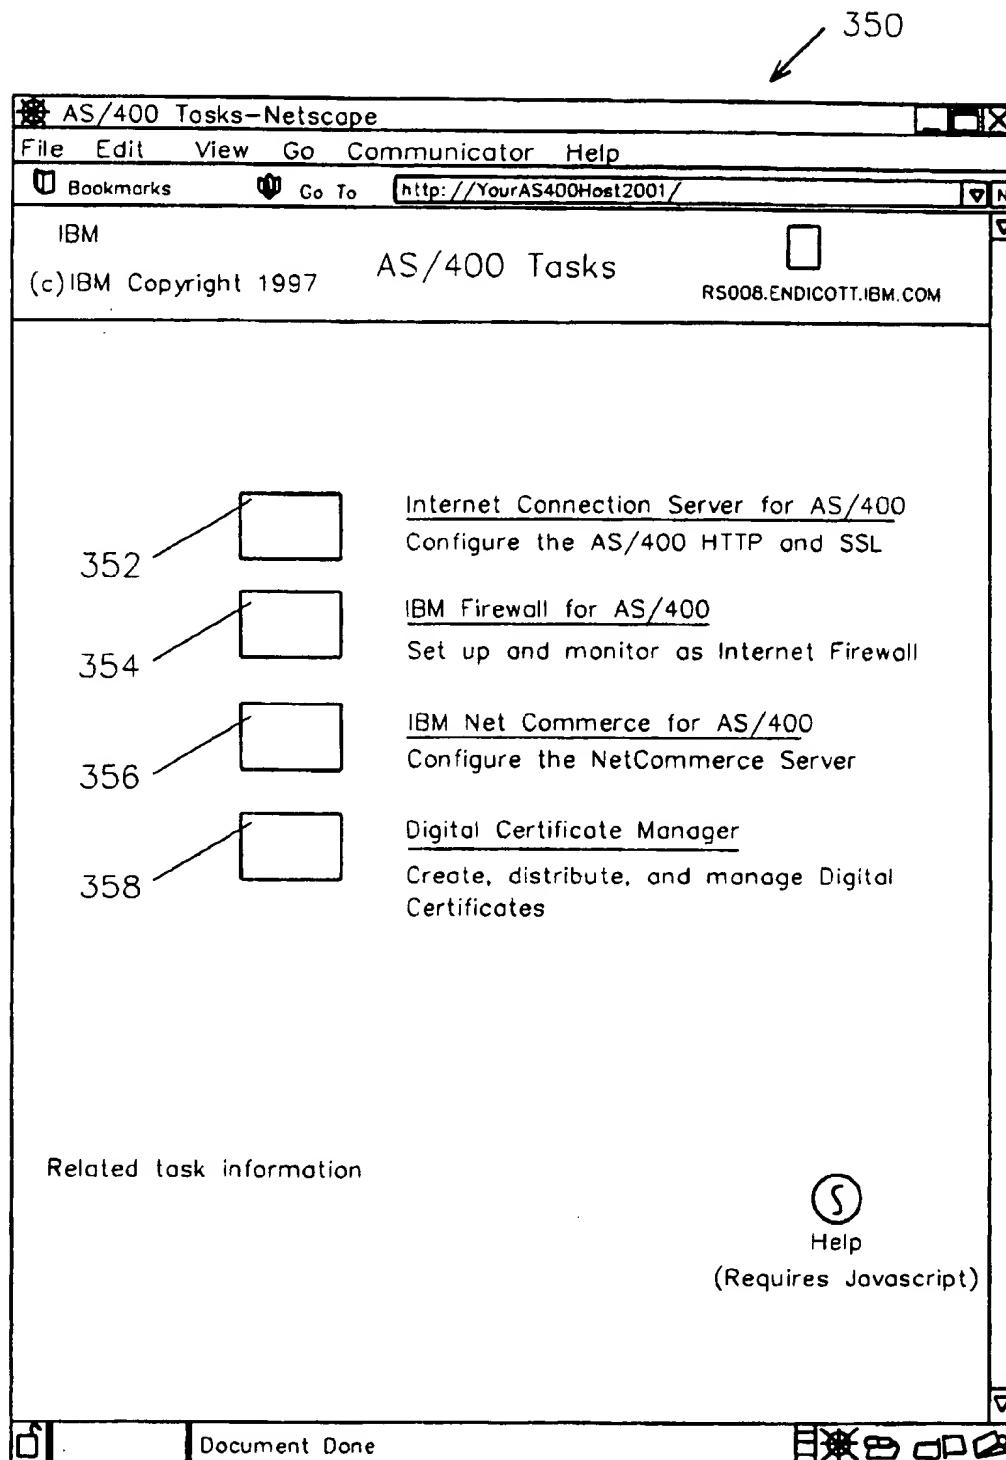 350
AS/400 Tasks-Netscape
File Edit View Go Communicator Help
Bookmarks Go To http://YourAS400Host2001/ N
IBM
(c)IBM Copyright 1997
AS/400 Tasks
RS008.ENDICOTT.IBM.COM
352
Internet Connection Server for AS/400
Configure the AS/400 HTTP and SSL
354
IBM Firewall for AS/400
Set up and monitor as Internet Firewall
356
IBM Net Commerce for AS/400
Configure the NetCommerce Server
358
Digital Certificate Manager
Create, distribute, and manage Digital
Certificates
Related task information
Help
(Requires Javascript)
Document Done